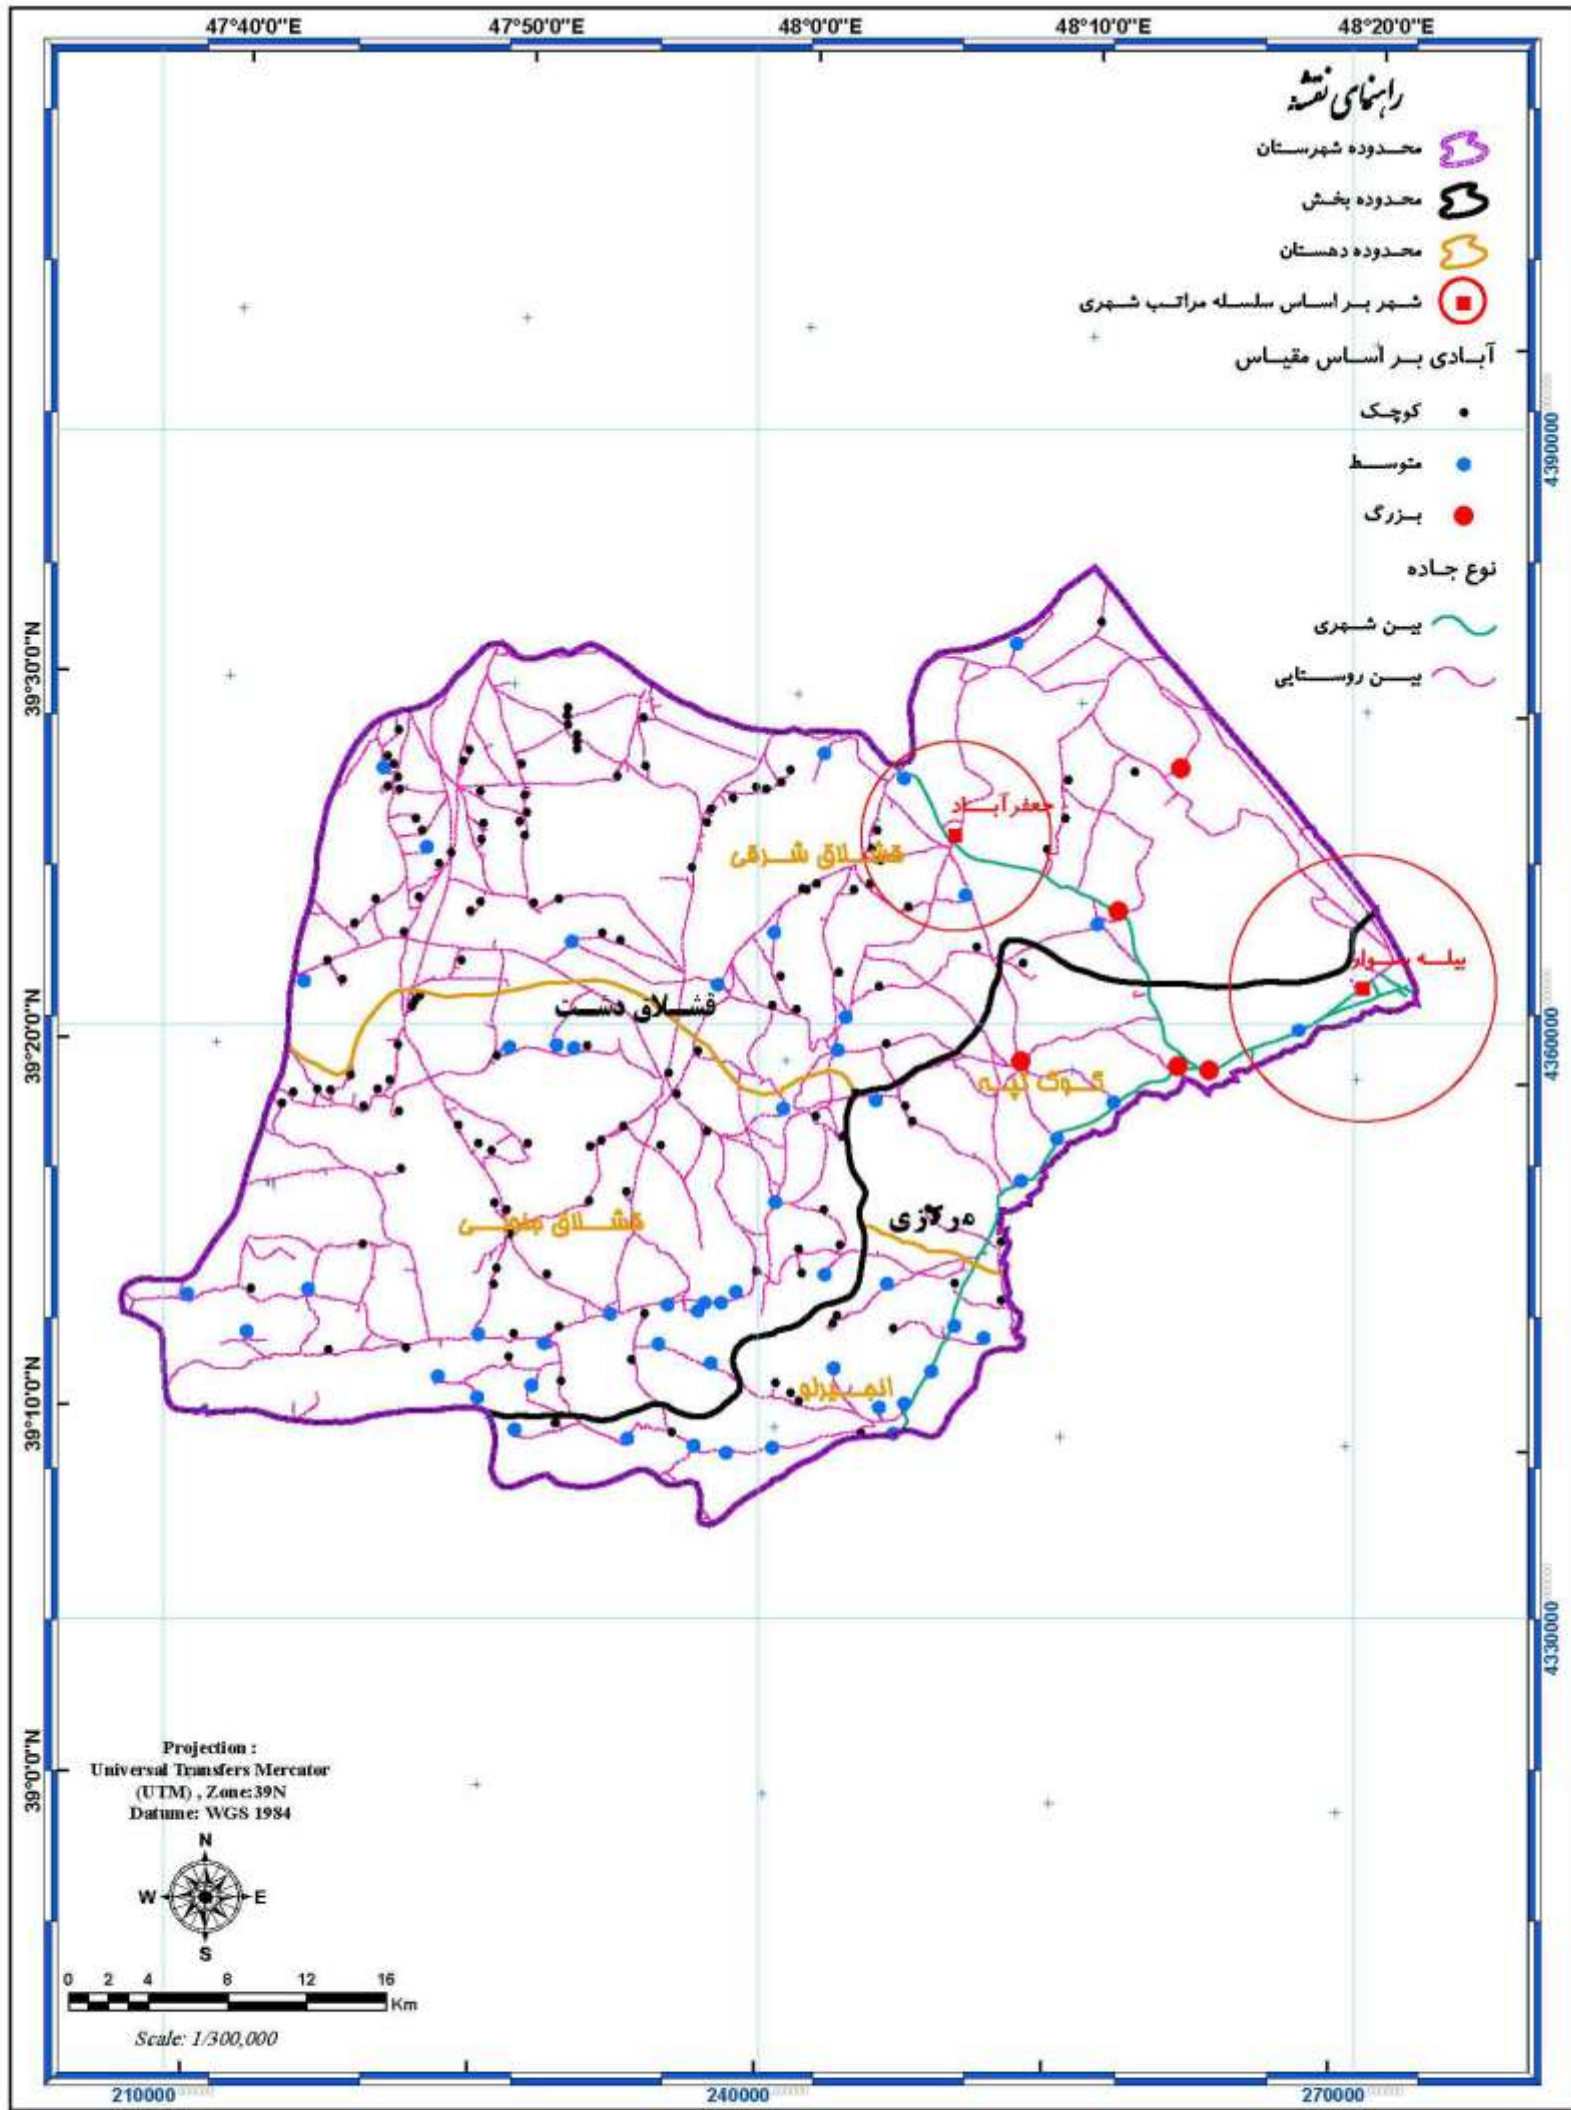 47°40'0"E 47°50'0"E 48°0'0"E 48°10'0"E 48°20'0"E
راهنمای نقشه
محدوده شهرستان
محدوده بخش
محدوده دهستان
شهر بر اساس سلسله مراتب شهری
آبادی بر اساس مقیاس
کوچک
متوسط
بزرگ
نوع جاده
بین شهری
بین روستایی
39°30'0"N
39°20'0"N
39°10'0"N
39°0'0"N
4390000
4360000
4330000
جعفرآباد
قشلاق شرقی
بیله سوار
قشلاق دشت
گوگ تپه
مرکزی
قشلاق جنوبی
انجیرلو
Projection :
Universal Transfers Mercator
(UTM) , Zone:39N
Datume: WGS 1984
N
W E
S
0 2 4 8 12 16
Km
Scale: 1/300,000
210000 240000 270000